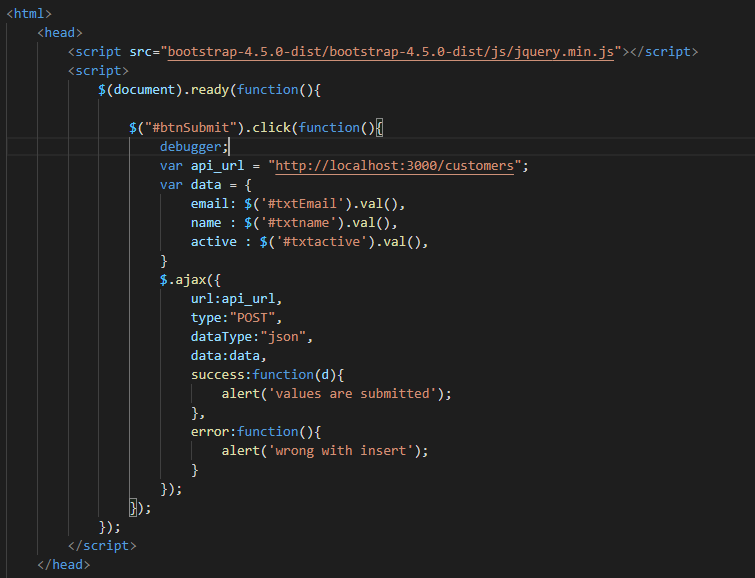 <html>
<head>
<script src="bootstrap-4.5.0-dist/bootstrap-4.5.0-dist/js/jquery.min.js"></script>
<script>
$(document).ready(function(){
$("#btnSubmit").click(function(){
debugger;
var api_url = "http://localhost:3000/customers";
var data = {
email: $('#txtEmail').val(),
name : $('#txtname').val(),
active : $('#txtactive').val(),
}
$.ajax({
url:api_url,
type:"POST",
dataType:"json",
data:data,
success:function(d){
alert('values are submitted');
},
error:function(){
alert('wrong with insert');
}
});
});
});
</script>
</head>